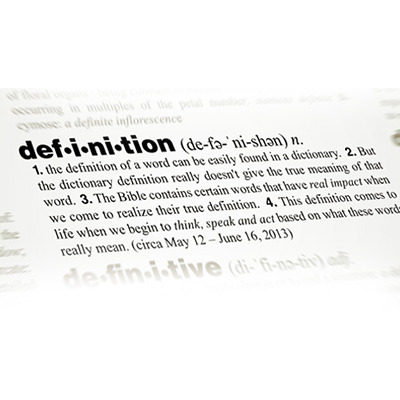 occurring in multiples of the petal number
cymose: a definite inflorescence
def•i•ni•tion (de-fə-ˈni-shən) n.
1. the definition of a word can be easily found in a dictionary. 2. But
the dictionary definition really doesn't give the true meaning of that
word. 3. The Bible contains certain words that have real impact when
we come to realize their true definition. 4. This definition comes to
life when we begin to think, speak and act based on what these words
really mean. (circa May 12 – June 16, 2013)
de•fin•i•tive (di-ˈfi-nə-tiv) adj.